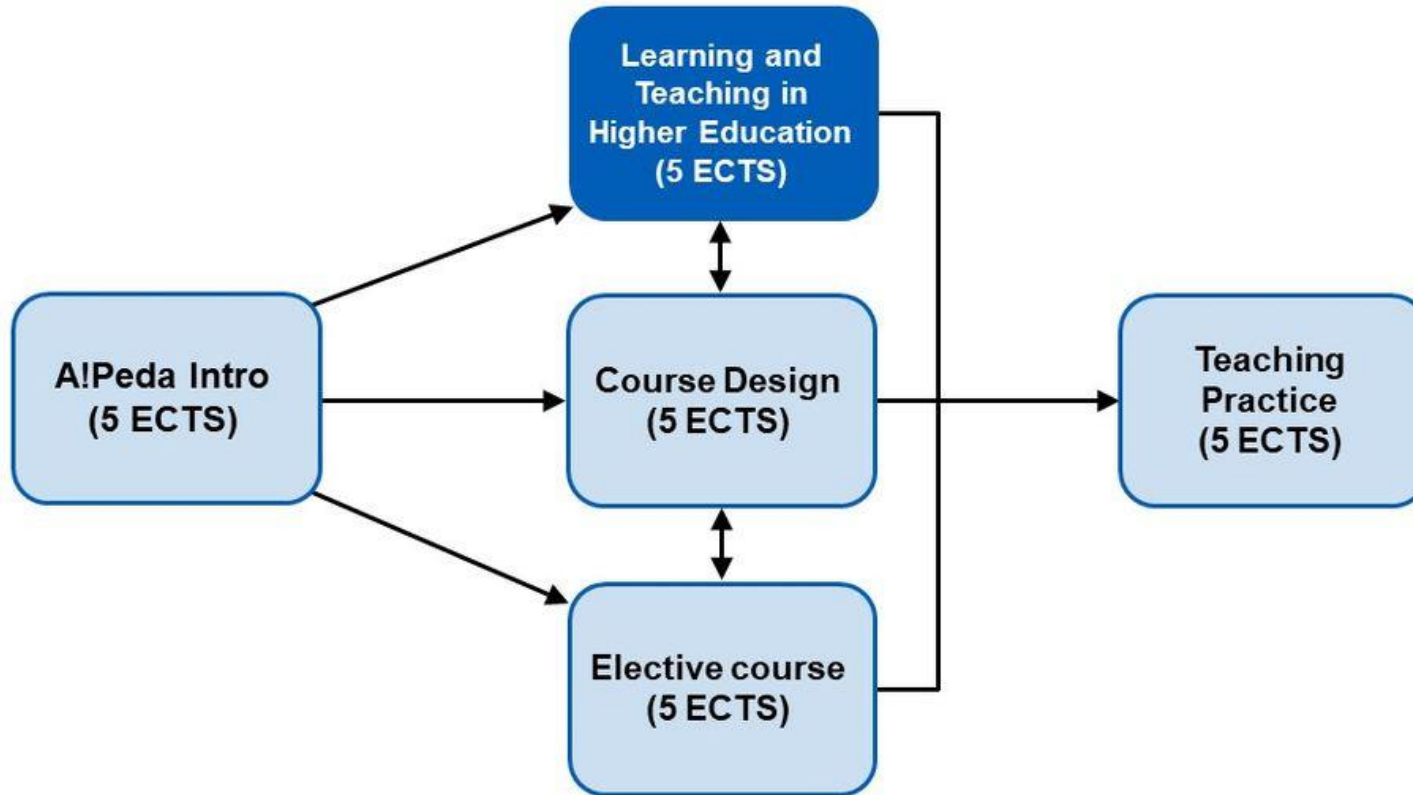 Learning and
Teaching in
Higher Education
(5 ECTS)
A!Peda Intro
(5 ECTS)
Course Design
(5 ECTS)
Teaching
Practice
(5 ECTS)
Elective course
(5 ECTS)